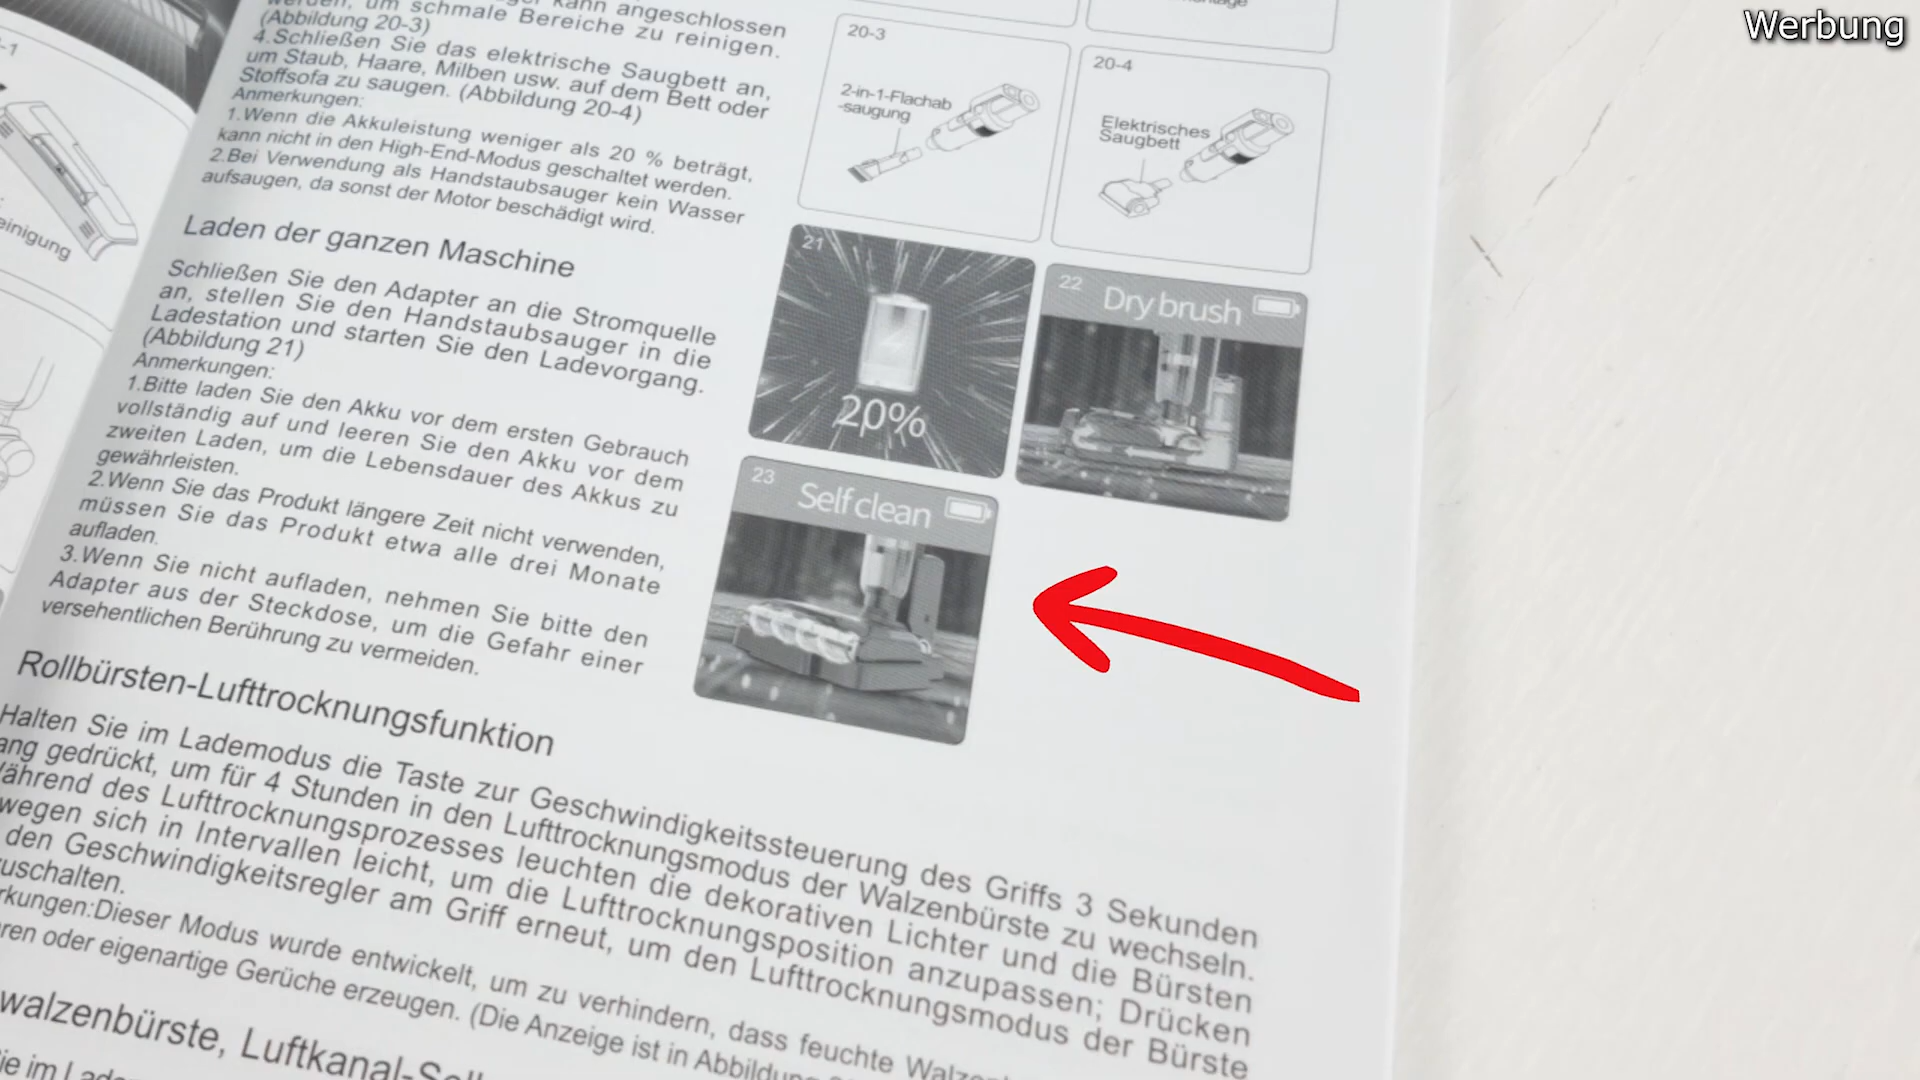 Werbung
kann angeschlossen
um schmale Bereiche zu reinigen.
(Abbildung 20-3)
4.Schließen Sie das elektrische Saugbett an,
um Staub, Haare, Milben usw. auf dem Bett oder
Stoffsofa zu saugen. (Abbildung 20-4)
Anmerkungen:
1.Wenn die Akkuleistung weniger als 20 % beträgt,
kann nicht in den High-End-Modus geschaltet werden.
2.Bei Verwendung als Handstaubsauger kein Wasser
aufsaugen, da sonst der Motor beschädigt wird.
Laden der ganzen Maschine
Schließen Sie den Adapter an die Stromquelle
an, stellen Sie den Handstaubsauger in die
Ladestation und starten Sie den Ladevorgang.
(Abbildung 21)
Anmerkungen:
1.Bitte laden Sie den Akku vor dem ersten Gebrauch
vollständig auf und leeren Sie den Akku vor dem
zweiten Laden, um die Lebensdauer des Akkus zu
gewährleisten.
2.Wenn Sie das Produkt längere Zeit nicht verwenden,
müssen Sie das Produkt etwa alle drei Monate
aufladen.
3.Wenn Sie nicht aufladen, nehmen Sie bitte den
Adapter aus der Steckdose, um die Gefahr einer
versehentlichen Berührung zu vermeiden.
20-3
2-in-1-Flachab
-saugung
20-4
Elektrisches
Saugbett
21
20%
22
Dry brush
23
Self clean
Rollbürsten-Lufttrocknungsfunktion
Halten Sie im Lademodus die Taste zur Geschwindigkeitssteuerung des Griffs 3 Sekunden
ang gedrückt, um für 4 Stunden in den Lufttrocknungsmodus der Walzenbürste zu wechseln.
Während des Lufttrocknungsprozesses leuchten die dekorativen Lichter und die Bürsten
wegen sich in Intervallen leicht, um die Lufttrocknungsposition anzupassen; Drücken
den Geschwindigkeitsregler am Griff erneut, um den Lufttrocknungsmodus der Bürste
uschalten.
rkungen:Dieser Modus wurde entwickelt, um zu verhindern, dass feuchte
ren oder eigenartige Gerüche erzeugen. (Die Anzeige ist in
walzenbürste, Luftkanal-
einigung